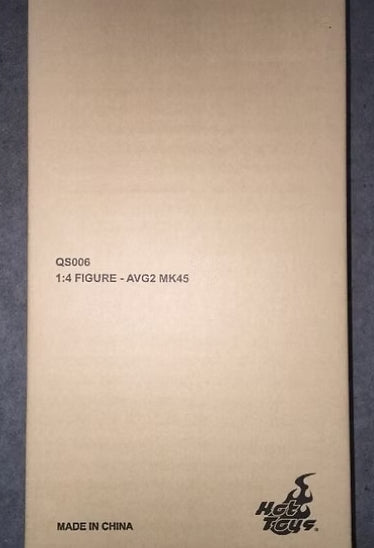 QS006
1:4 FIGURE - AVG2 MK45
MADE IN CHINA
Hot
Toys